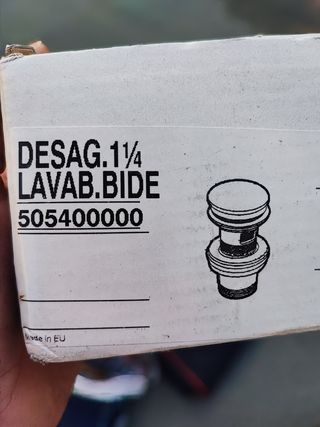 DESAG.1¼
LAVAB.BIDE
505400000
Made in EU